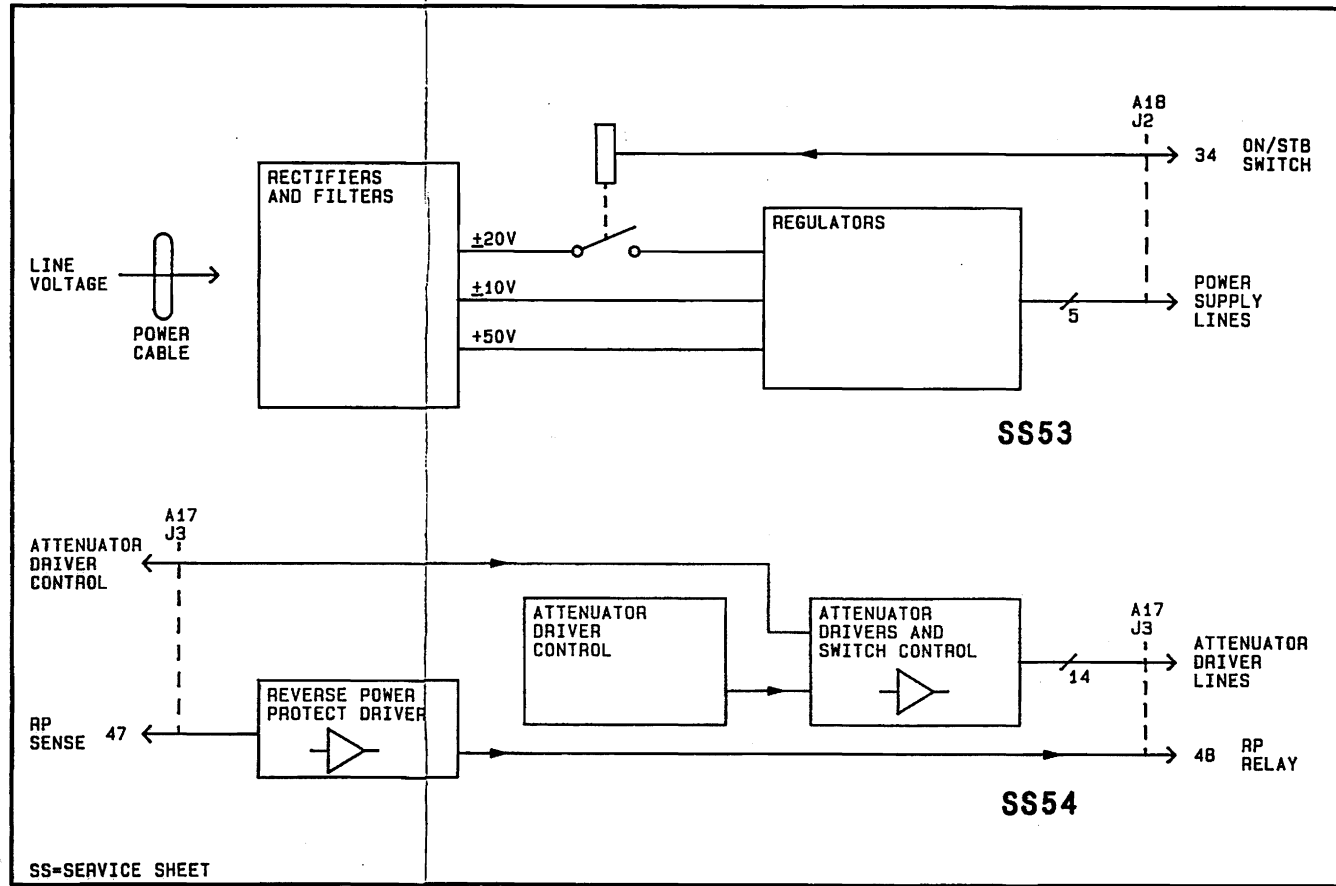 A18
J2
34
ON/STB
SWITCH
RECTIFIERS
AND FILTERS
REGULATORS
±20V
±10V
+50V
LINE
VOLTAGE
POWER
CABLE
5
POWER
SUPPLY
LINES
SS53
A17
J3
ATTENUATOR
DRIVER
CONTROL
ATTENUATOR
DRIVER
CONTROL
ATTENUATOR
DRIVERS AND
SWITCH CONTROL
A17
J3
14
ATTENUATOR
DRIVER
LINES
RP
SENSE 47
REVERSE POWER
PROTECT DRIVER
48
RP
RELAY
SS54
SS=SERVICE SHEET